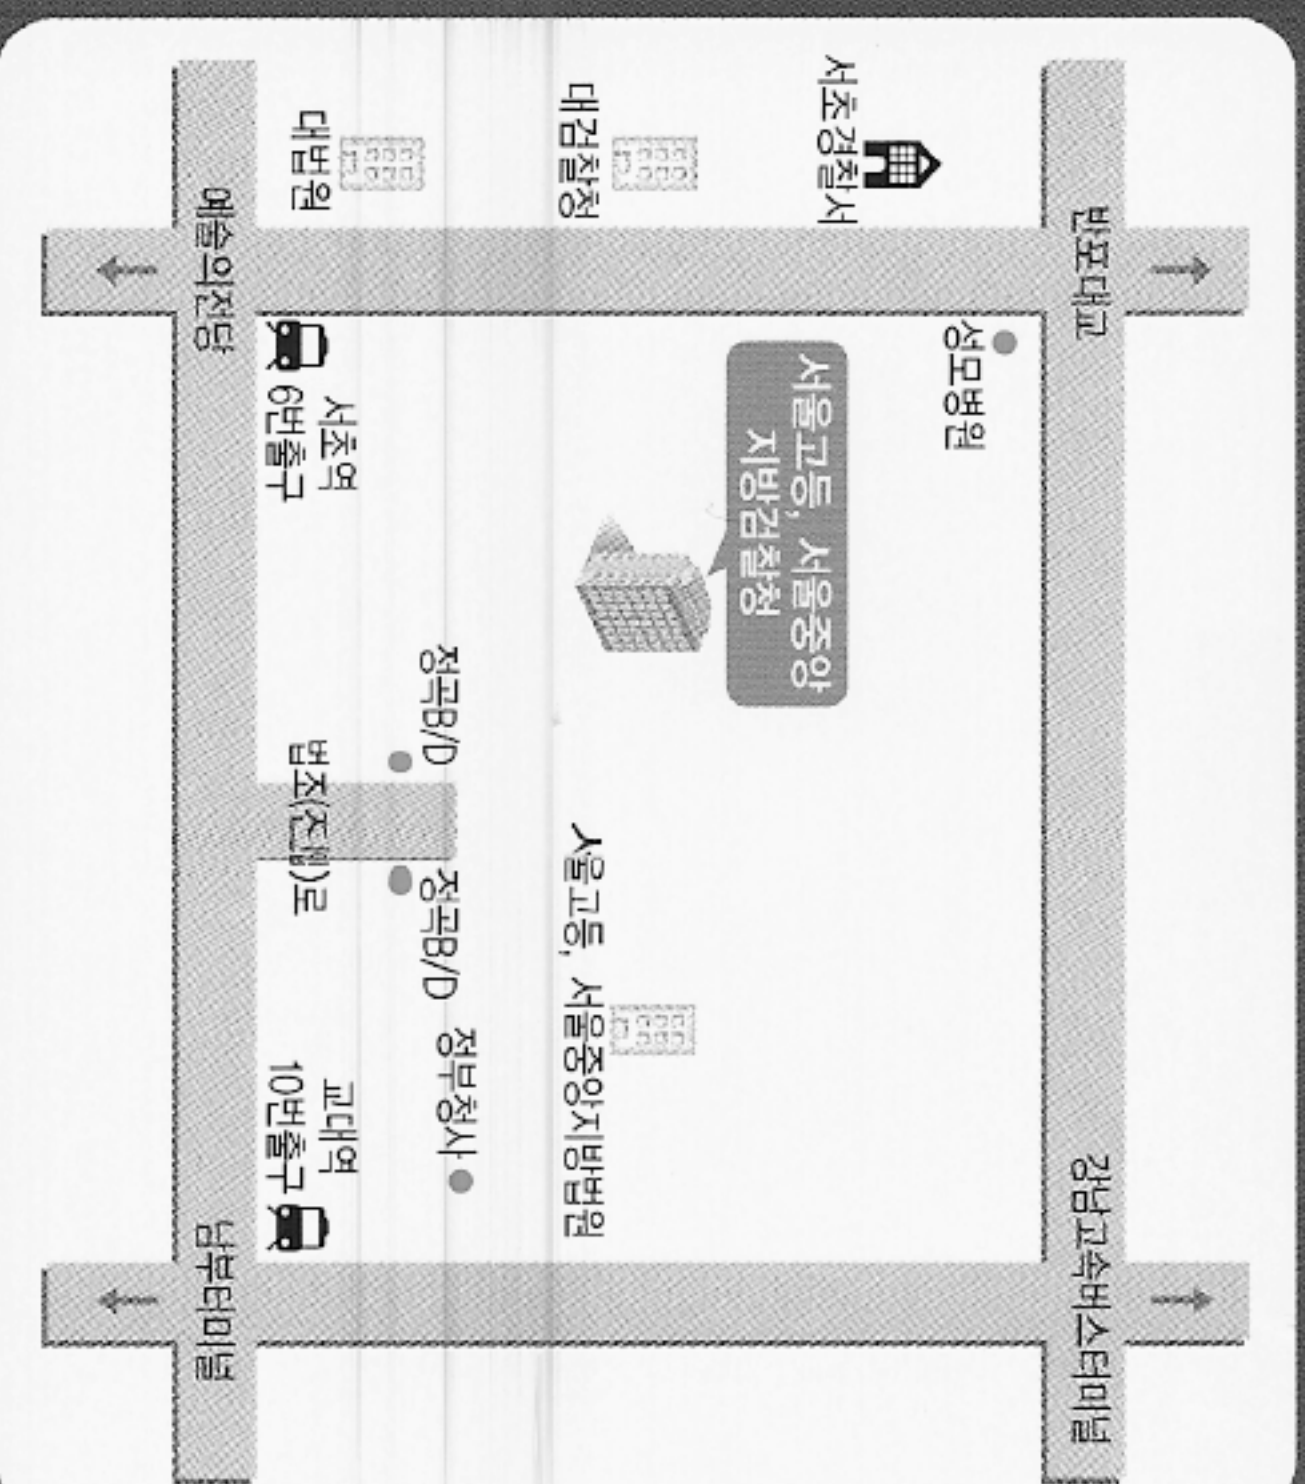 반포대교
강남고속버스터미널
성모병원
서초경찰서
서울고등, 서울중앙
지방검찰청
대검찰청
서울고등, 서울중앙지방법원
정부청사
정곡B/D
정곡B/D
대법원
서초역
6번출구
법조(진입)로
교대역
10번출구
예술의전당
남부터미널